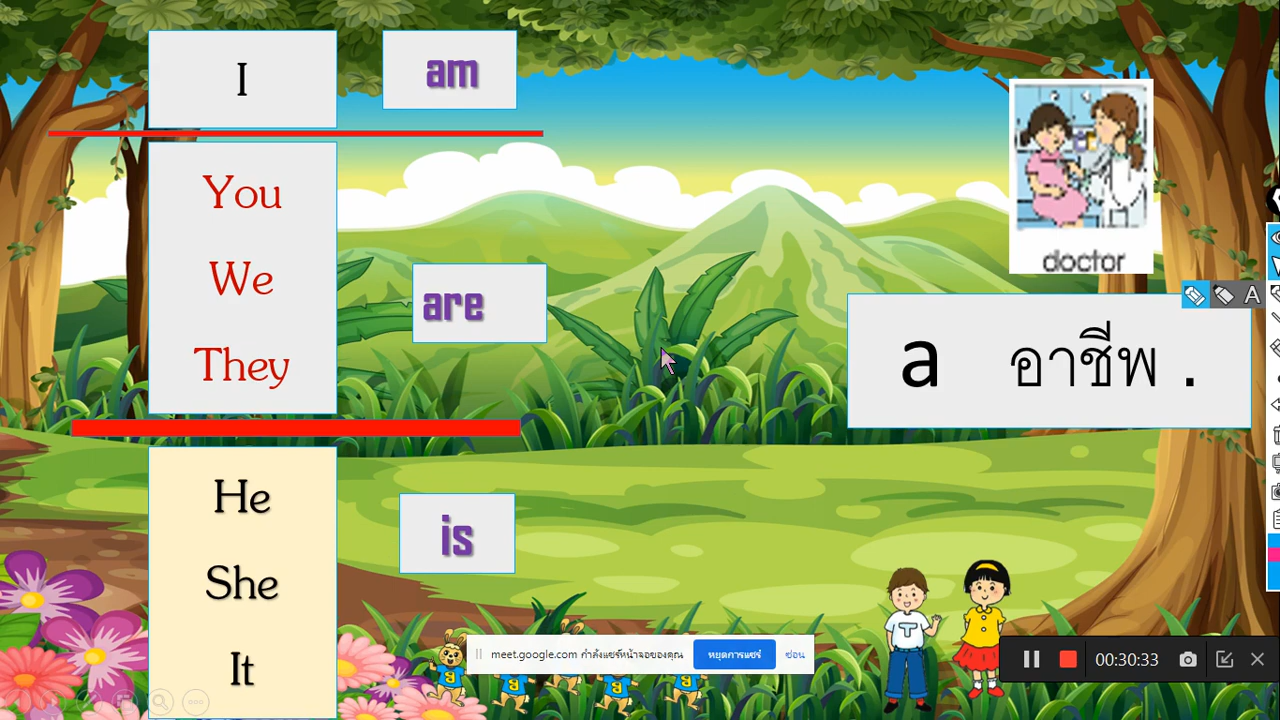 I
am
You
We
They
are
He
She
It
is
doctor
a อาชีพ .
A
meet.google.com กำลังแชร์หน้าจอของคุณ
หยุดการแชร์
ซ่อน
T
00:30:33